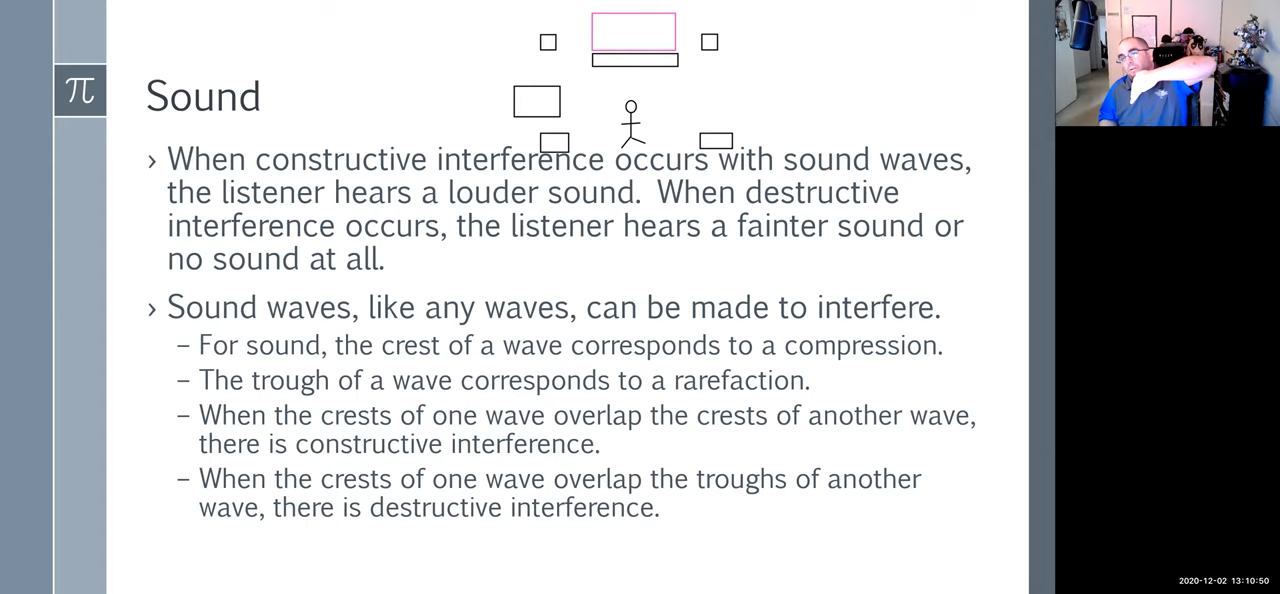 π
Sound
› When constructive interference occurs with sound waves,
the listener hears a louder sound. When destructive
interference occurs, the listener hears a fainter sound or
no sound at all.
› Sound waves, like any waves, can be made to interfere.
– For sound, the crest of a wave corresponds to a compression.
– The trough of a wave corresponds to a rarefaction.
– When the crests of one wave overlap the crests of another wave,
there is constructive interference.
– When the crests of one wave overlap the troughs of another
wave, there is destructive interference.
2020-12-02 13:10:50